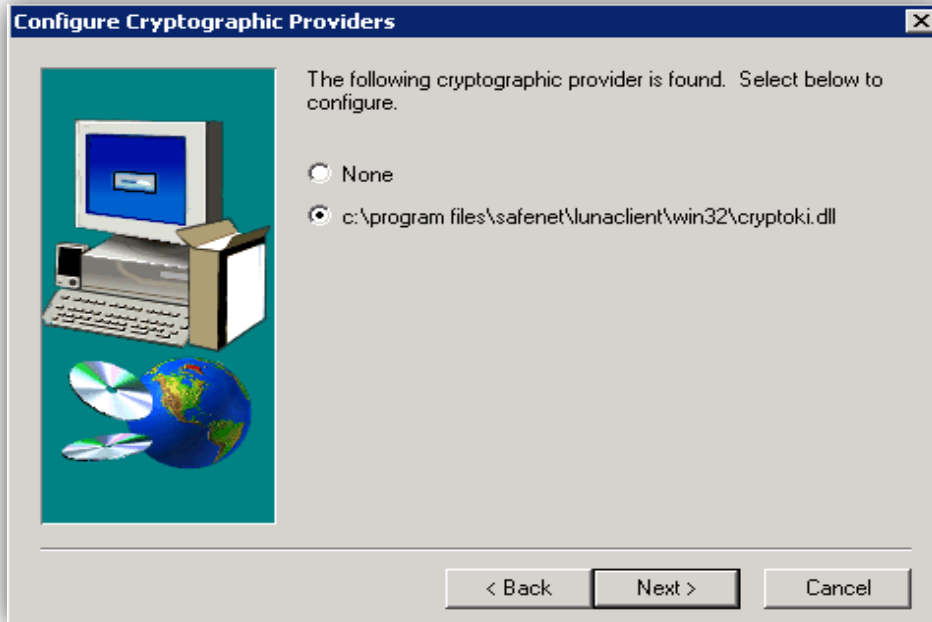 Configure Cryptographic Providers
The following cryptographic provider is found.  Select below to
configure.
None
c:\program files\safenet\lunaclient\win32\cryptoki.dll
< Back
Next >
Cancel